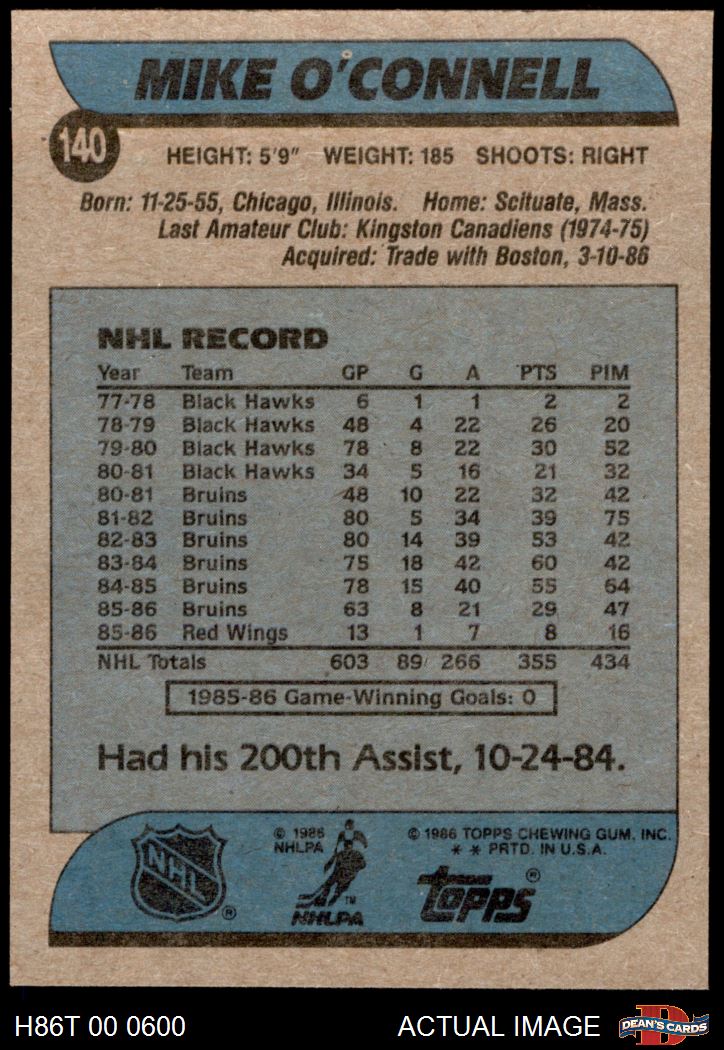 MIKE O'CONNELL
140
HEIGHT: 5'9" WEIGHT: 185 SHOOTS: RIGHT
Born: 11-25-55, Chicago, Illinois. Home: Scituate, Mass.
Last Amateur Club: Kingston Canadiens (1974-75)
Acquired: Trade with Boston, 3-10-86
NHL RECORD
Year Team GP G A PTS PIM
77-78 Black Hawks 6 1 1 2 2
78-79 Black Hawks 48 4 22 26 20
79-80 Black Hawks 78 8 22 30 52
80-81 Black Hawks 34 5 16 21 32
80-81 Bruins 48 10 22 32 42
81-82 Bruins 80 5 34 39 75
82-83 Bruins 80 14 39 53 42
83-84 Bruins 75 18 42 60 42
84-85 Bruins 78 15 40 55 64
85-86 Bruins 63 8 21 29 47
85-86 Red Wings 13 1 7 8 16
NHL Totals 603 89 266 355 434
1985-86 Game-Winning Goals: 0
Had his 200th Assist, 10-24-84.
NHL ®
© 1986
NHLPA
TM
NHLPA
© 1986 TOPPS CHEWING GUM, INC.
* * PRTD. IN U.S.A.
Topps ®
H86T 00 0600 ACTUAL IMAGE
D
DEAN'S CARDS